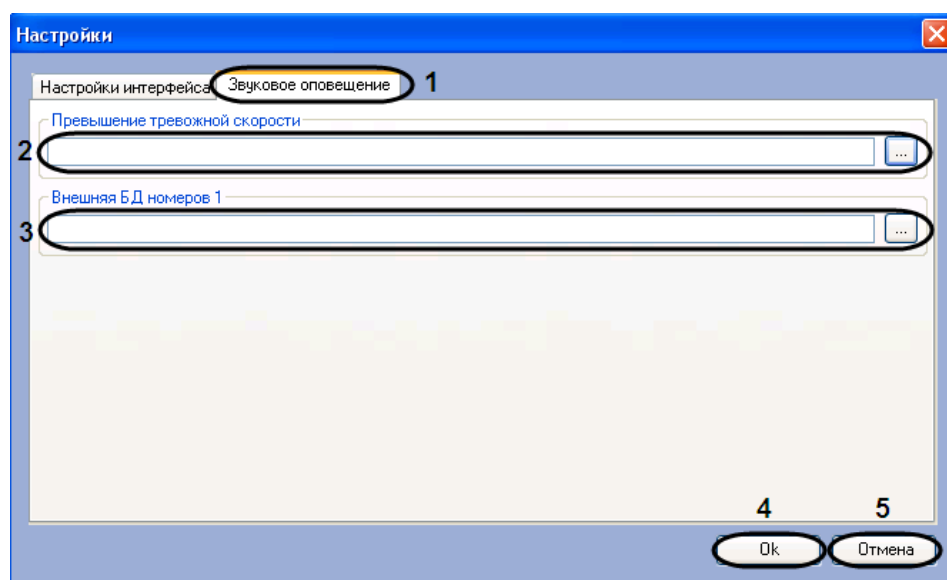 Настройки
Настройки интерфейса Звуковое оповещение 1
Превышение тревожной скорости
2 ...
Внешняя БД номеров 1
3 ...
4 5
Ok Отмена